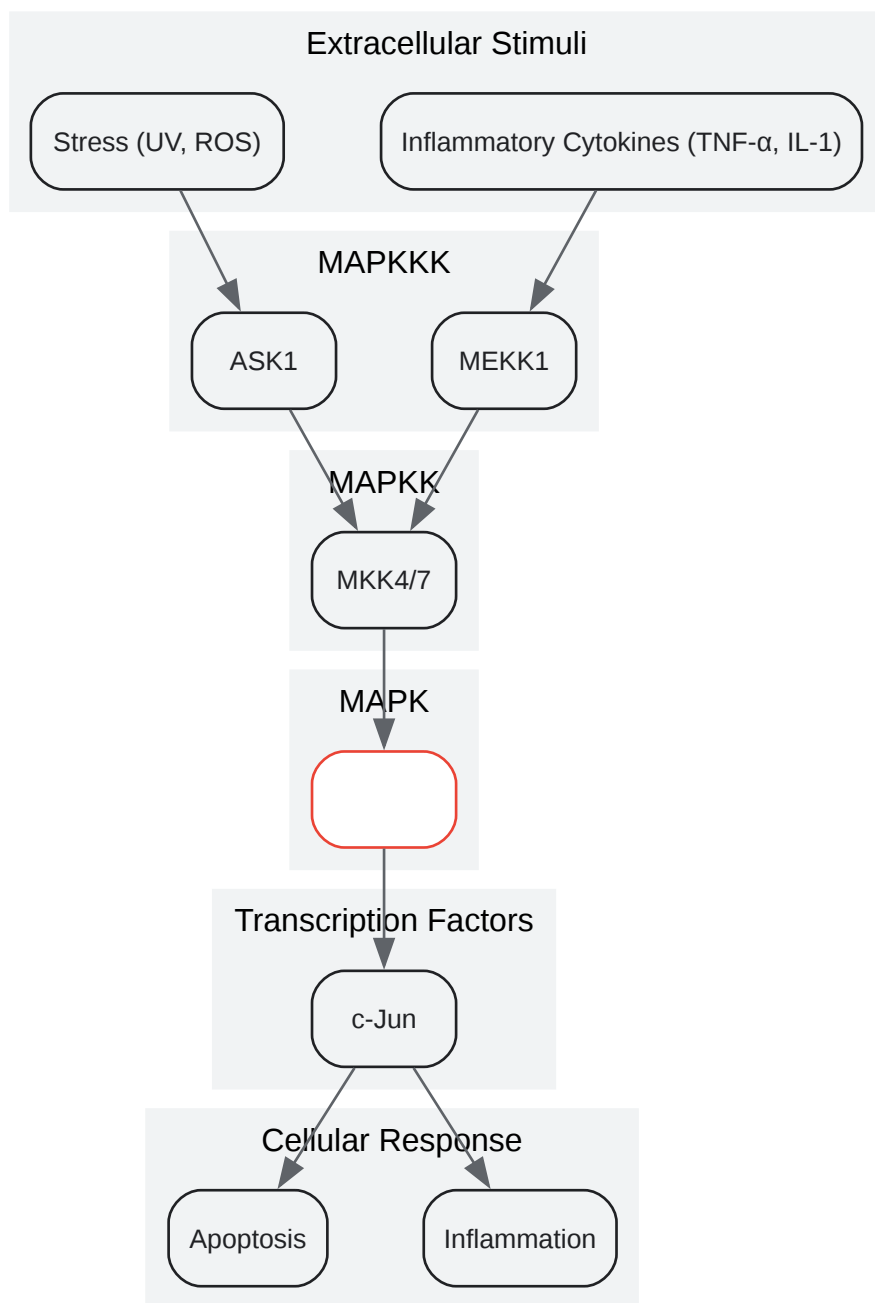 Extracellular Stimuli
Stress (UV, ROS)
Inflammatory Cytokines (TNF-α, IL-1)
MAPKKK
ASK1
MEKK1
MAPKK
MKK4/7
MAPK
Transcription Factors
c-Jun
Cellular Response
Apoptosis
Inflammation